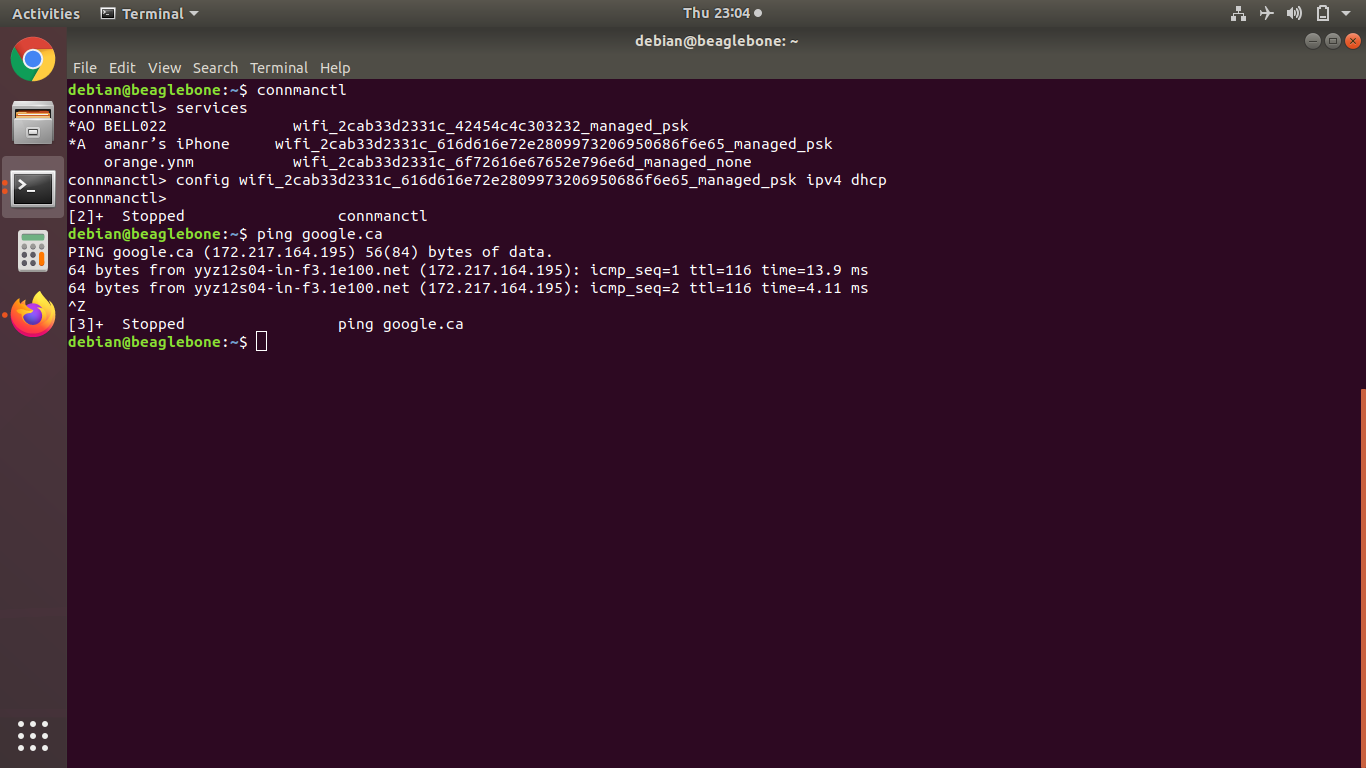 Activities Terminal Thu 23:04
debian@beaglebone: ~
File Edit View Search Terminal Help
debian@beaglebone:~$ connmanctl
connmanctl> services
*AO BELL022              wifi_2cab33d2331c_42454c4c303232_managed_psk
*A  amanr’s iPhone     wifi_2cab33d2331c_616d616e72e2809973206950686f6e65_managed_psk
    orange.ynm           wifi_2cab33d2331c_6f72616e67652e796e6d_managed_none
connmanctl> config wifi_2cab33d2331c_616d616e72e2809973206950686f6e65_managed_psk ipv4 dhcp
connmanctl>
[2]+  Stopped                 connmanctl
debian@beaglebone:~$ ping google.ca
PING google.ca (172.217.164.195) 56(84) bytes of data.
64 bytes from yyz12s04-in-f3.1e100.net (172.217.164.195): icmp_seq=1 ttl=116 time=13.9 ms
64 bytes from yyz12s04-in-f3.1e100.net (172.217.164.195): icmp_seq=2 ttl=116 time=4.11 ms
^Z
[3]+  Stopped                 ping google.ca
debian@beaglebone:~$